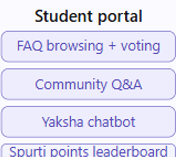 Student portal
FAQ browsing + voting
Community Q&A
Yaksha chatbot
Spurti points leaderboard